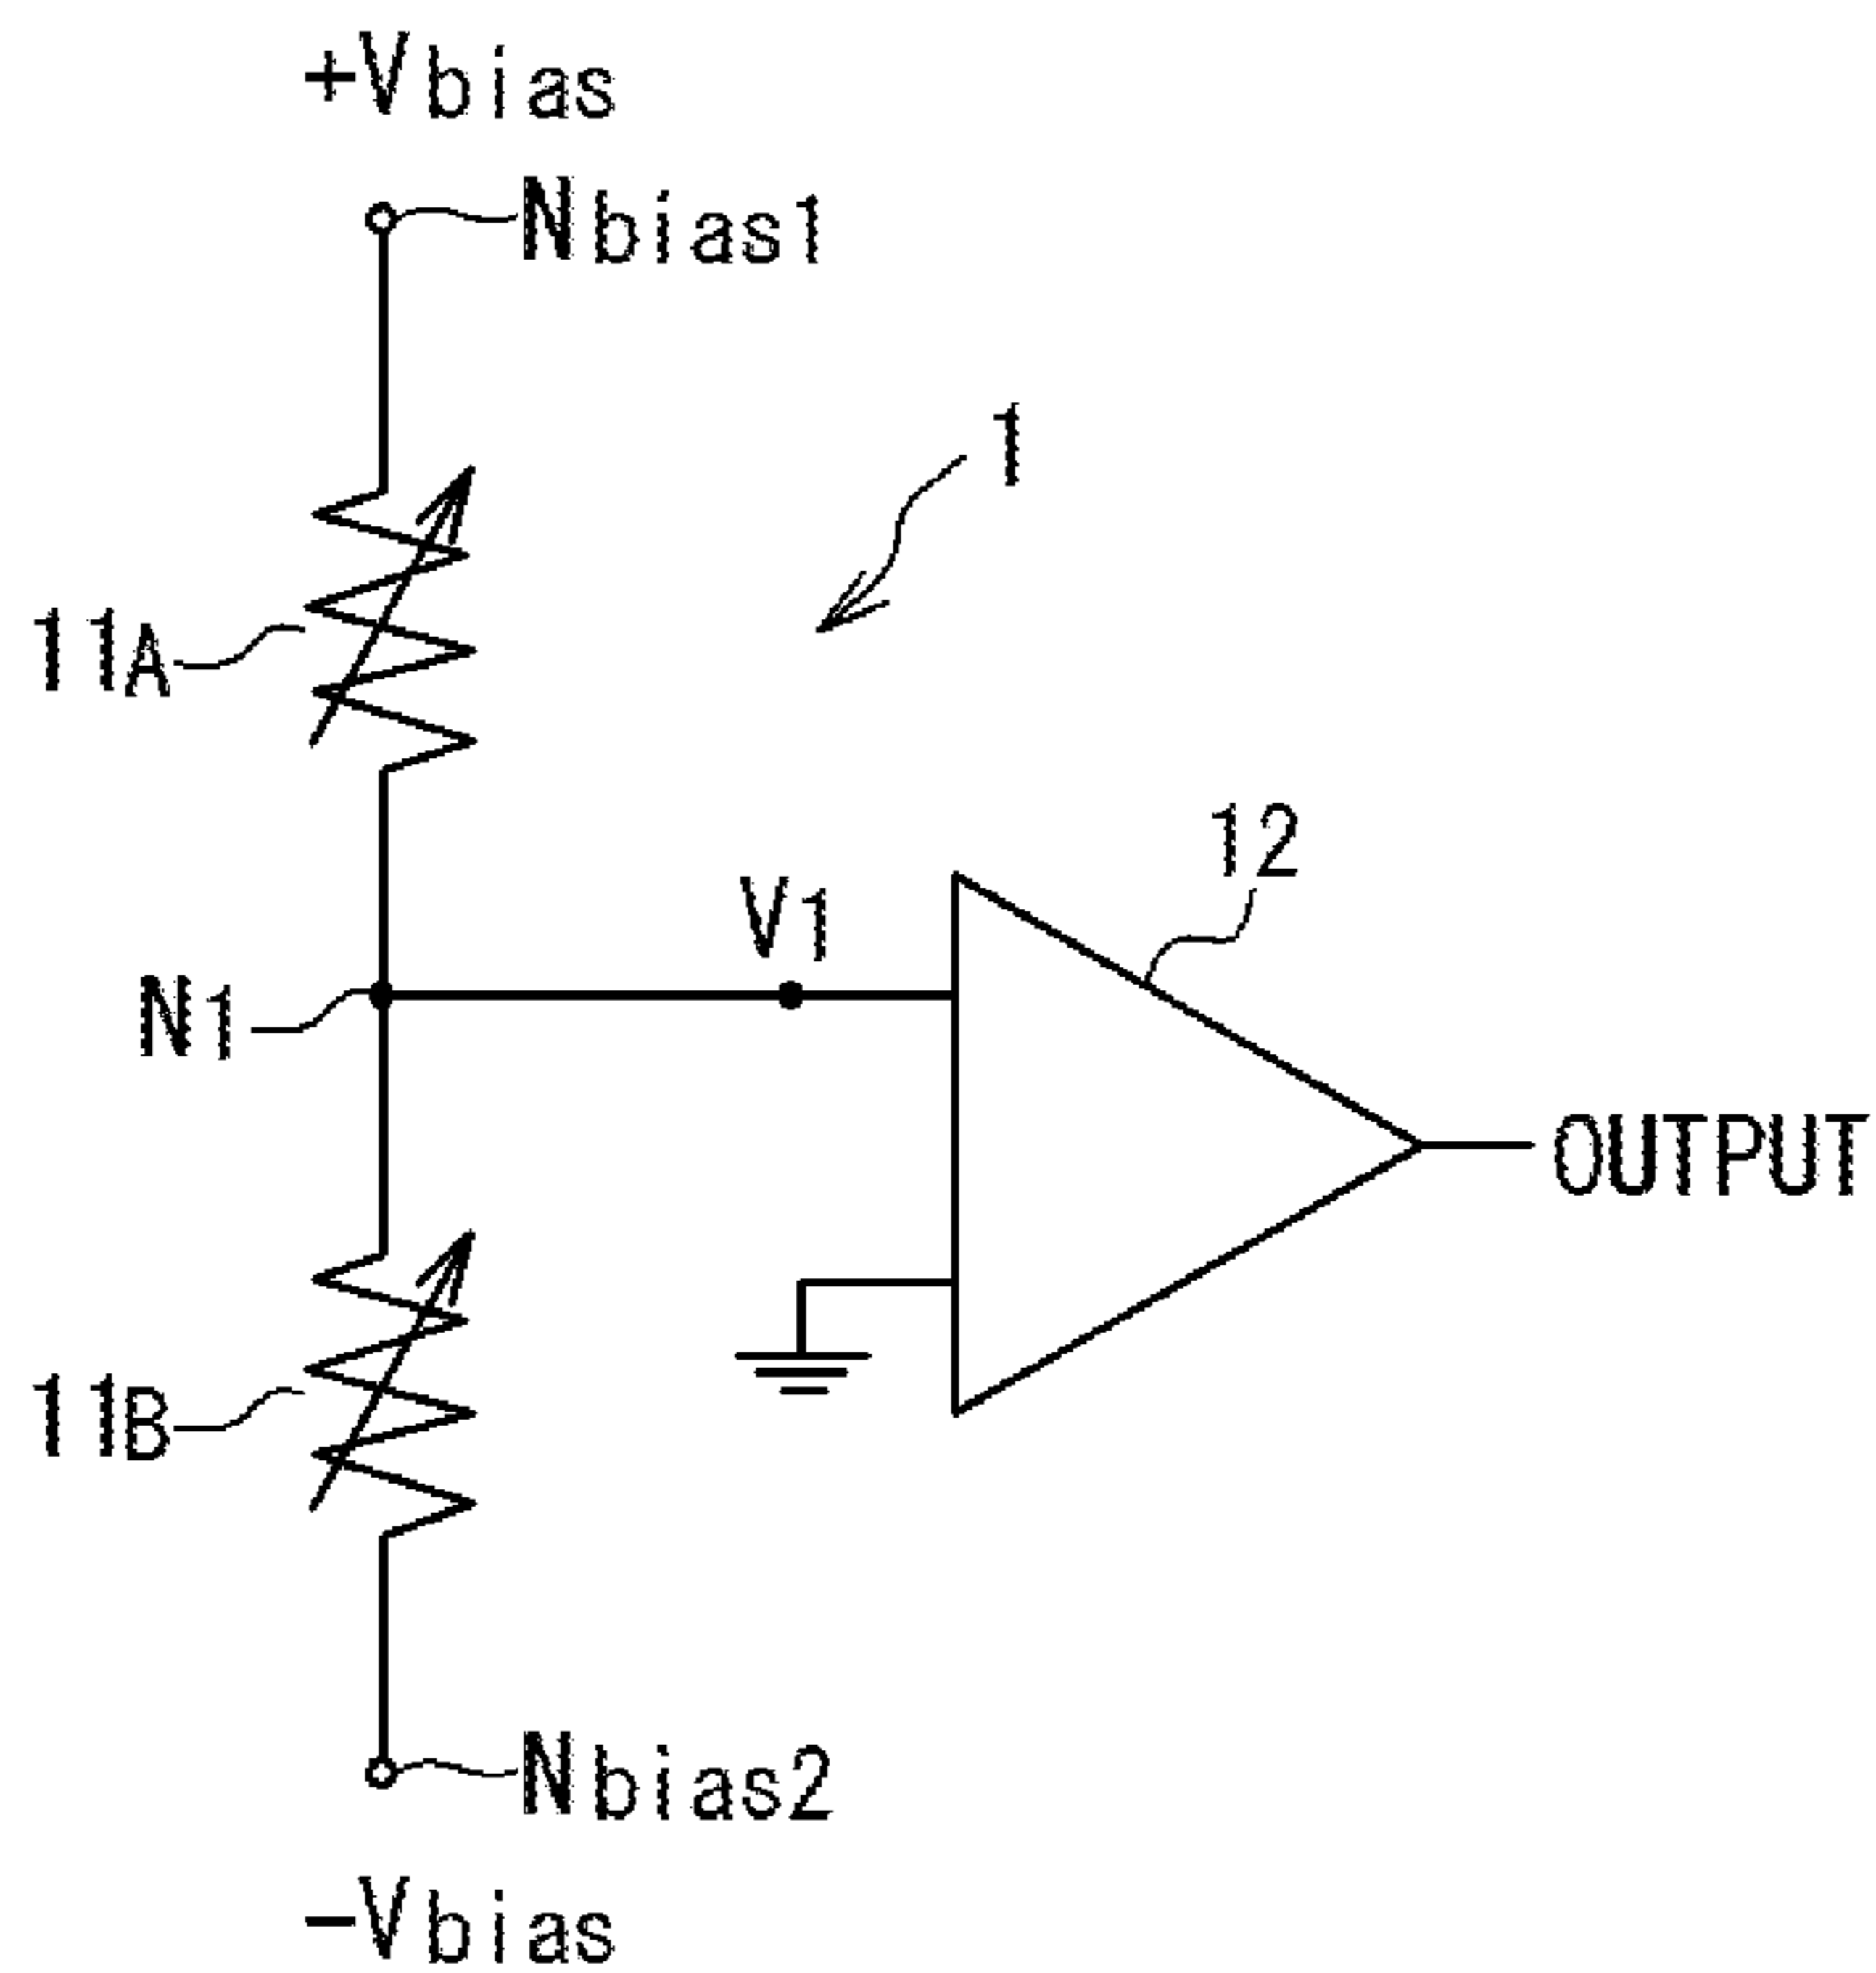 +Vbias
Nbias1
1
11A
12
V1
N1
OUTPUT
11B
Nbias2
-Vbias